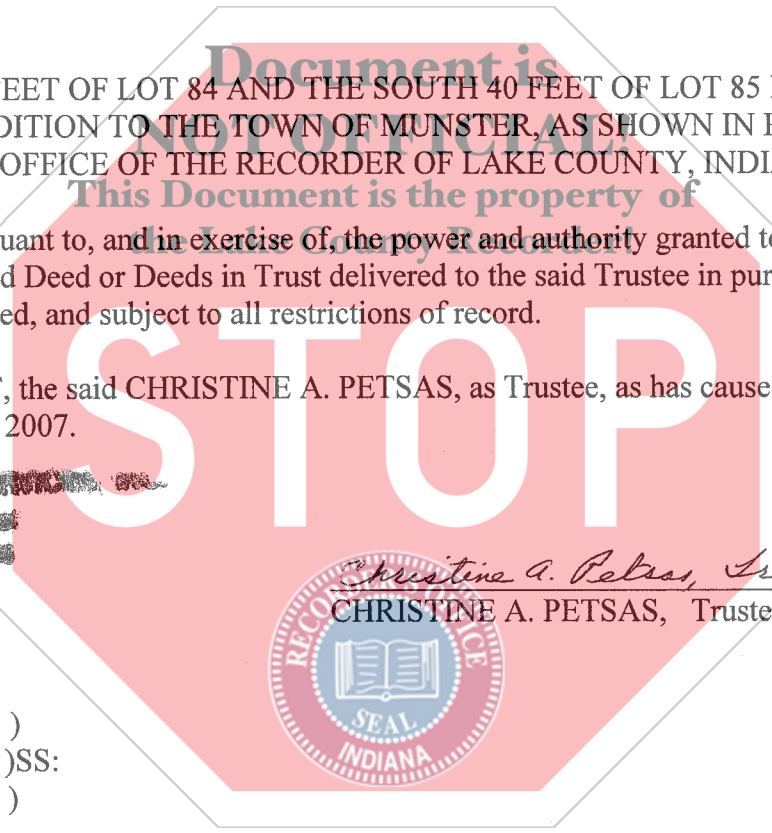 Document is
EET OF LOT 84 AND THE SOUTH 40 FEET OF LOT 85
DITION TO THE TOWN OF MUNSTER, AS SHOWN IN
NOT OFFICIAL!
OFFICE OF THE RECORDER OF LAKE COUNTY, INDI
This Document is the property of
uant to, and in exercise of, the power and authority granted to
the Lake County Recorder!
d Deed or Deeds in Trust delivered to the said Trustee in pur
ed, and subject to all restrictions of record.
STOP
, the said CHRISTINE A. PETSAS, as Trustee, as has cause
2007.
Christine A. Petsas, Tr
CHRISTINE A. PETSAS, Truste
RECORDER'S OFFICE
SEAL
INDIANA
)
)SS:
)